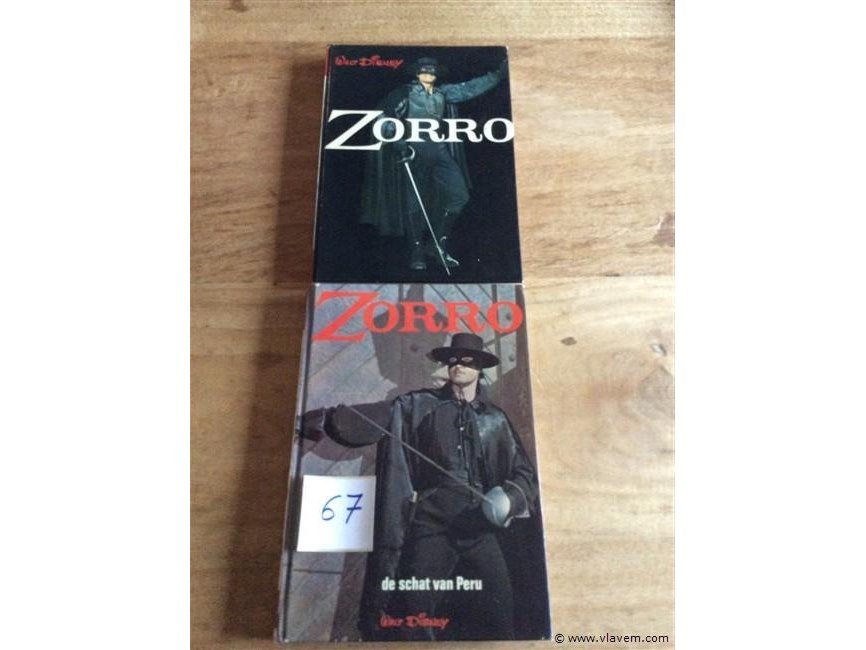 Walt Disney
ZORRO
ZORRO
67
de schat van Peru
Walt Disney
© www.vlavem.com